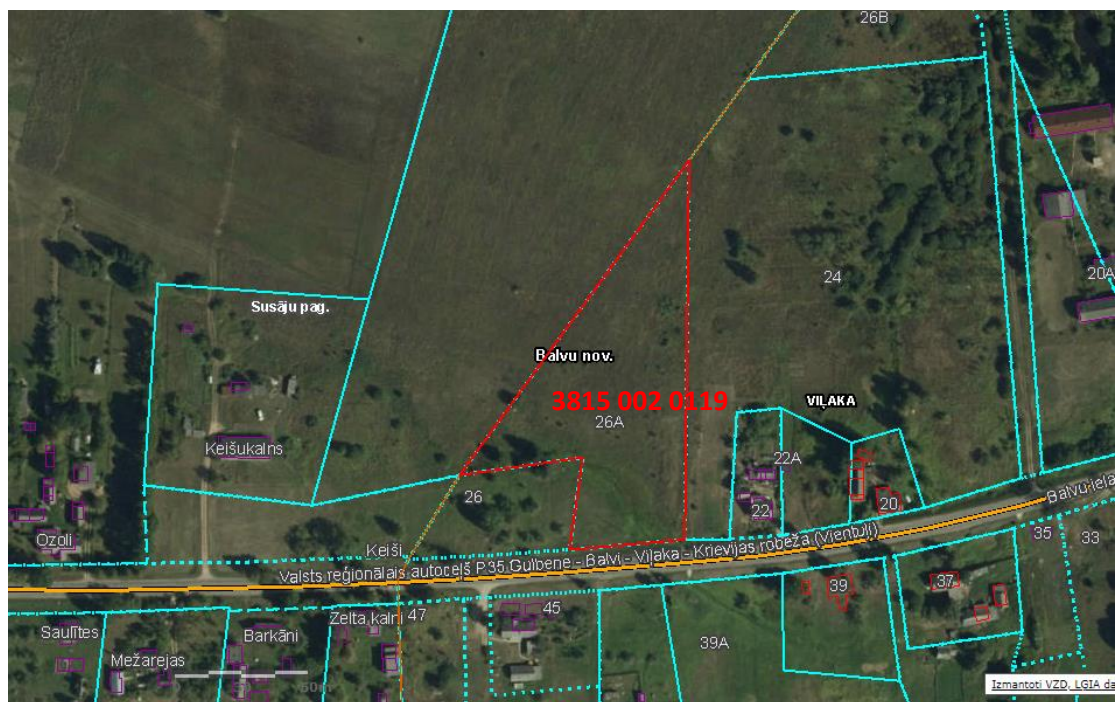 26B
20A
24
Susāju pag.
Balvu nov.
3815 002 0119
VIĻAKA
26A
Keišukalns
22A
26
22
20
Balvu iela
Ozoli
Keiši
Valsts reģionālais autoceļš P35 Gulbene - Balvi - Viļaka - Krievijas robeža (Vientuļi)
35
33
39
37
47
45
Zelta kalni
Saulītes
Barkāni
39A
Mežarejas
50m
Izmantoti VZD, LGIA da